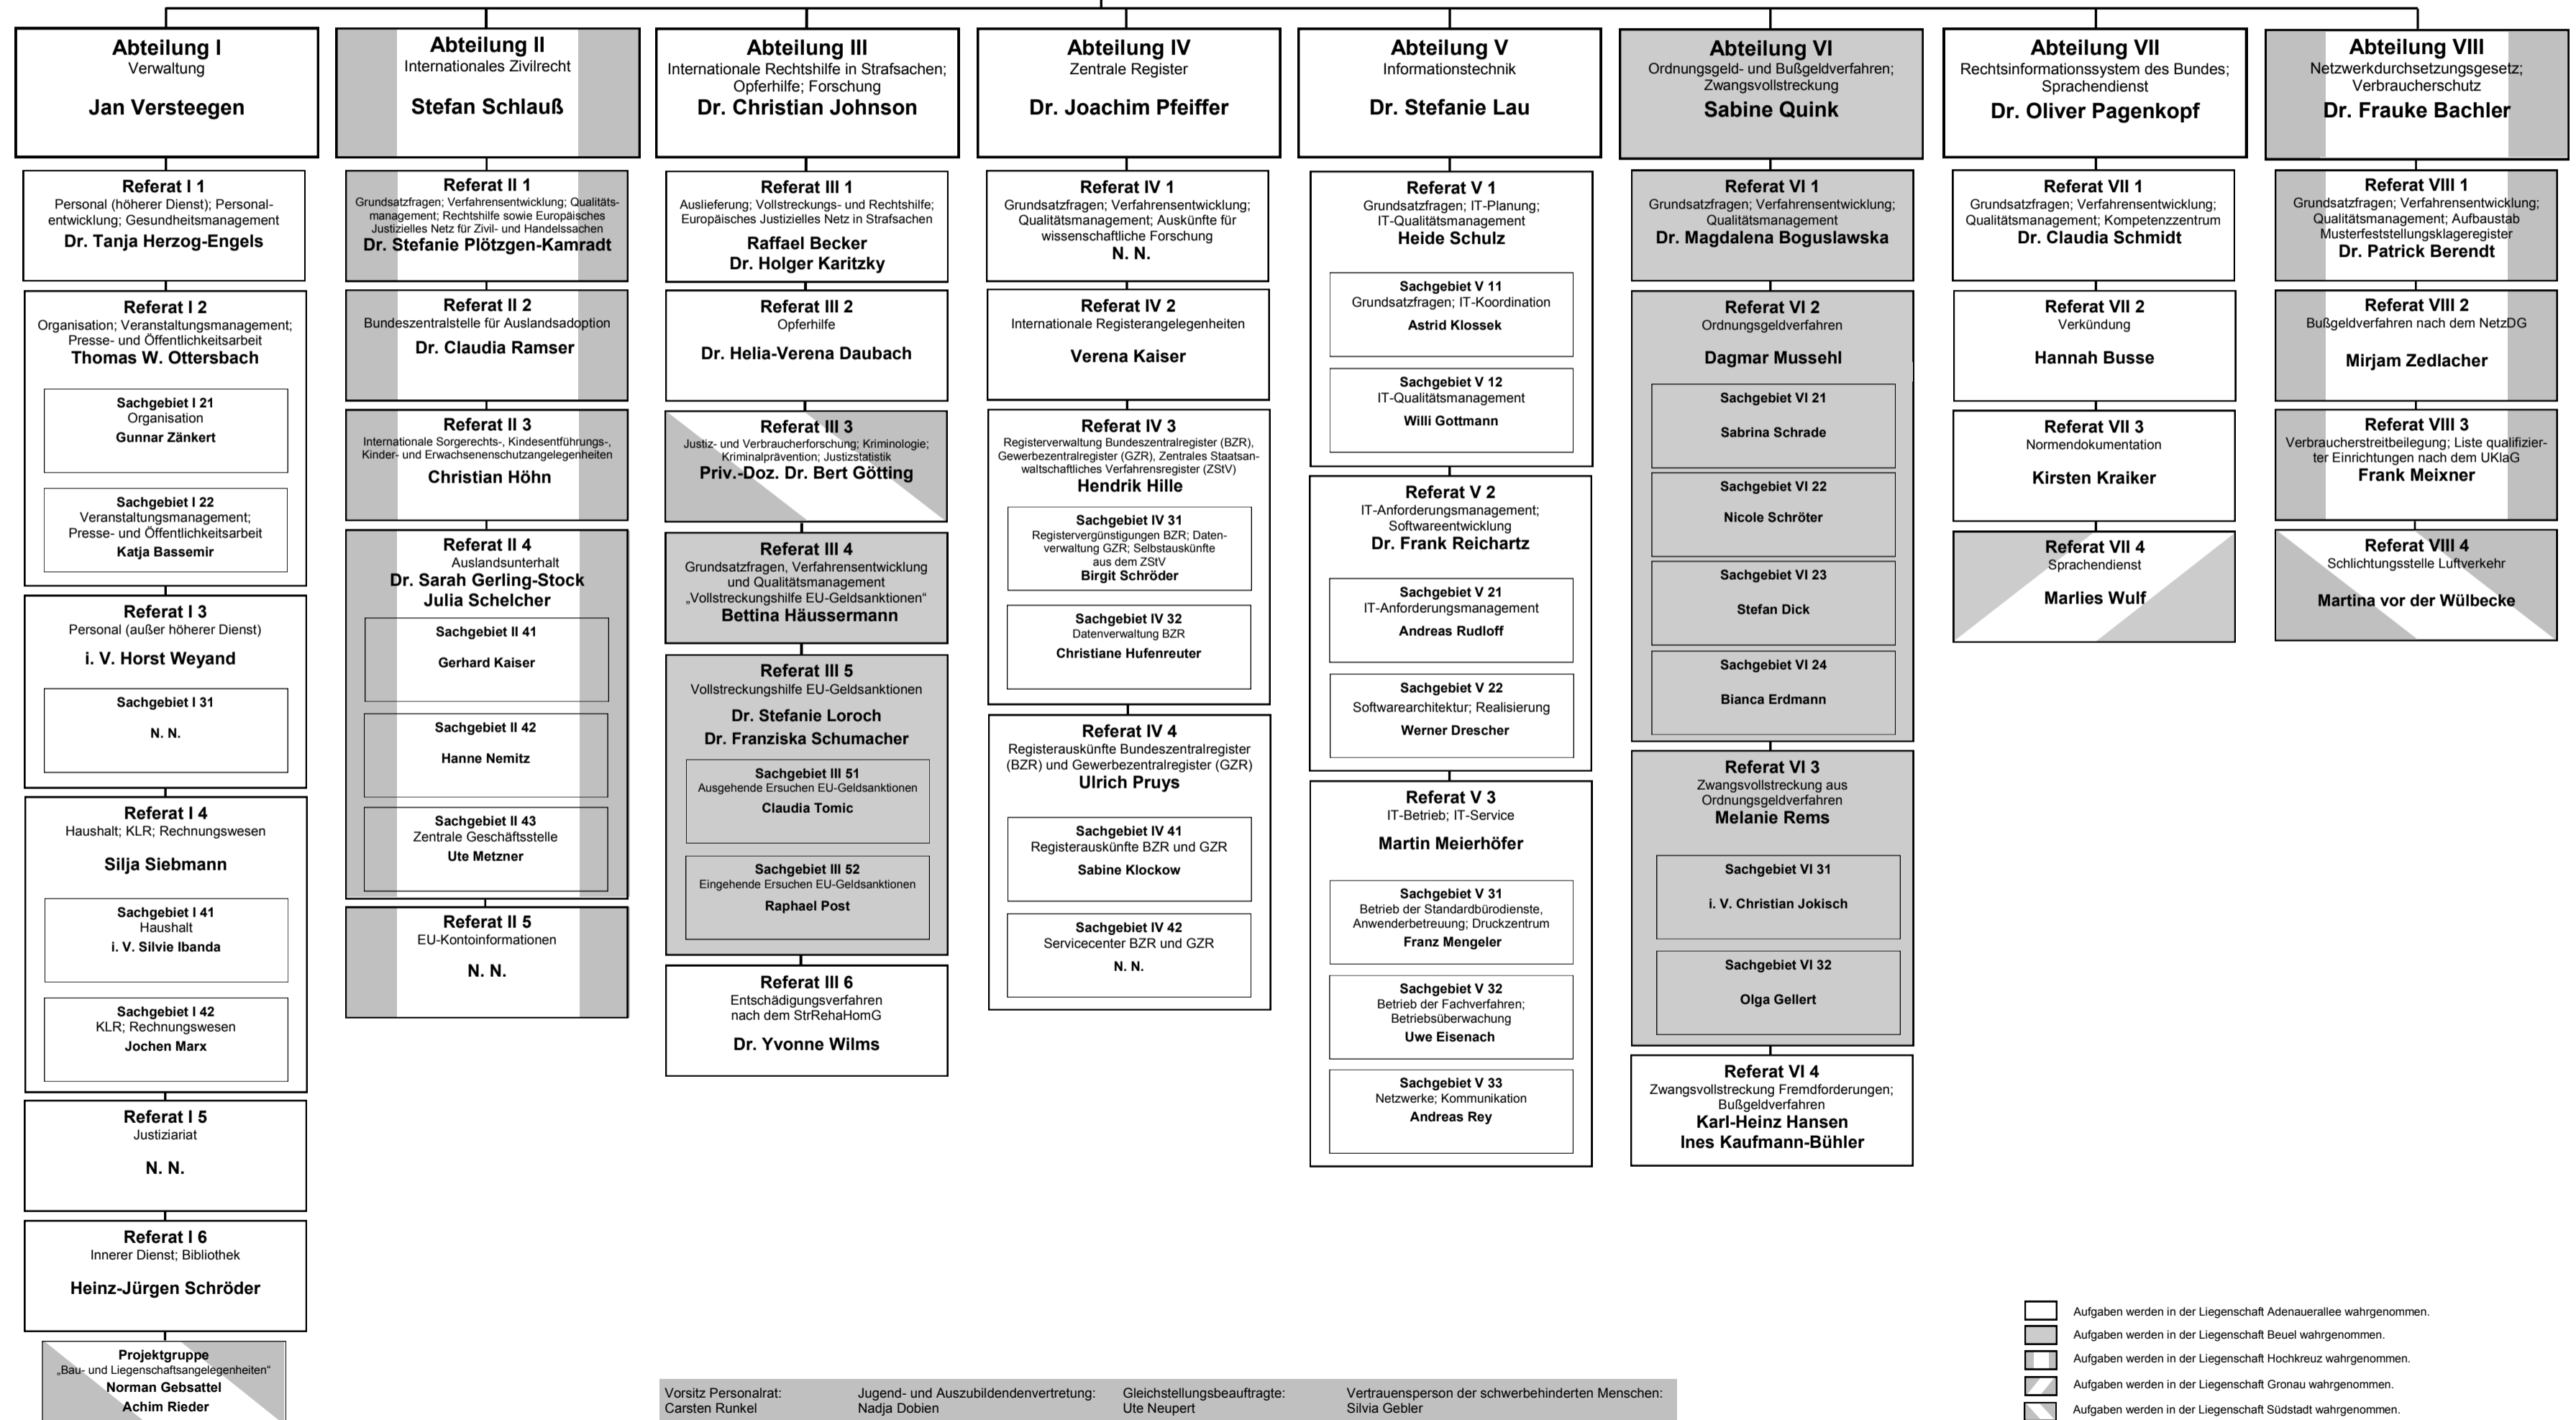 Abteilung I
Verwaltung
Jan Versteegen
Referat I 1
Personal (höherer Dienst); Personal-
entwicklung; Gesundheitsmanagement
Dr. Tanja Herzog-Engels
Referat I 2
Organisation; Veranstaltungsmanagement;
Presse- und Öffentlichkeitsarbeit
Thomas W. Ottersbach
Sachgebiet I 21
Organisation
Gunnar Zänkert
Sachgebiet I 22
Veranstaltungsmanagement;
Presse- und Öffentlichkeitsarbeit
Katja Bassemir
Referat I 3
Personal (außer höherer Dienst)
i. V. Horst Weyand
Sachgebiet I 31
N. N.
Referat I 4
Haushalt; KLR; Rechnungswesen
Silja Siebmann
Sachgebiet I 41
Haushalt
i. V. Silvie Ibanda
Sachgebiet I 42
KLR; Rechnungswesen
Jochen Marx
Referat I 5
Justiziariat
N. N.
Referat I 6
Innerer Dienst; Bibliothek
Heinz-Jürgen Schröder
Projektgruppe
„Bau- und Liegenschaftsangelegenheiten“
Norman Gebsattel
Achim Rieder
Abteilung II
Internationales Zivilrecht
Stefan Schlauß
Referat II 1
Grundsatzfragen; Verfahrensentwicklung; Qualitäts-
management; Rechtshilfe sowie Europäisches
Justizielles Netz für Zivil- und Handelssachen
Dr. Stefanie Plötzgen-Kamradt
Referat II 2
Bundeszentralstelle für Auslandsadoption
Dr. Claudia Ramser
Referat II 3
Internationale Sorgerechts-, Kindesentführungs-,
Kinder- und Erwachsenenschutzangelegenheiten
Christian Höhn
Referat II 4
Auslandsunterhalt
Dr. Sarah Gerling-Stock
Julia Schelcher
Sachgebiet II 41
Gerhard Kaiser
Sachgebiet II 42
Hanne Nemitz
Sachgebiet II 43
Zentrale Geschäftsstelle
Ute Metzner
Referat II 5
EU-Kontoinformationen
N. N.
Abteilung III
Internationale Rechtshilfe in Strafsachen;
Opferhilfe; Forschung
Dr. Christian Johnson
Referat III 1
Auslieferung; Vollstreckungs- und Rechtshilfe;
Europäisches Justizielles Netz in Strafsachen
Raffael Becker
Dr. Holger Karitzky
Referat III 2
Opferhilfe
Dr. Helia-Verena Daubach
Referat III 3
Justiz- und Verbraucherforschung; Kriminologie;
Kriminalprävention; Justizstatistik
Priv.-Doz. Dr. Bert Götting
Referat III 4
Grundsatzfragen, Verfahrensentwicklung
und Qualitätsmanagement
„Vollstreckungshilfe EU-Geldsanktionen“
Bettina Häussermann
Referat III 5
Vollstreckungshilfe EU-Geldsanktionen
Dr. Stefanie Loroch
Dr. Franziska Schumacher
Sachgebiet III 51
Ausgehende Ersuchen EU-Geldsanktionen
Claudia Tomic
Sachgebiet III 52
Eingehende Ersuchen EU-Geldsanktionen
Raphael Post
Referat III 6
Entschädigungsverfahren
nach dem StrRehaHomG
Dr. Yvonne Wilms
Abteilung IV
Zentrale Register
Dr. Joachim Pfeiffer
Referat IV 1
Grundsatzfragen; Verfahrensentwicklung;
Qualitätsmanagement; Auskünfte für
wissenschaftliche Forschung
N. N.
Referat IV 2
Internationale Registerangelegenheiten
Verena Kaiser
Referat IV 3
Registerverwaltung Bundeszentralregister (BZR),
Gewerbezentralregister (GZR), Zentrales Staatsan-
waltschaftliches Verfahrensregister (ZStV)
Hendrik Hille
Sachgebiet IV 31
Registervergünstigungen BZR; Daten-
verwaltung GZR; Selbstauskünfte
aus dem ZStV
Birgit Schröder
Sachgebiet IV 32
Datenverwaltung BZR
Christiane Hufenreuter
Referat IV 4
Registerauskünfte Bundeszentralregister
(BZR) und Gewerbezentralregister (GZR)
Ulrich Pruys
Sachgebiet IV 41
Registerauskünfte BZR und GZR
Sabine Klockow
Sachgebiet IV 42
Servicecenter BZR und GZR
N. N.
Abteilung V
Informationstechnik
Dr. Stefanie Lau
Referat V 1
Grundsatzfragen; IT-Planung;
IT-Qualitätsmanagement
Heide Schulz
Sachgebiet V 11
Grundsatzfragen; IT-Koordination
Astrid Klossek
Sachgebiet V 12
IT-Qualitätsmanagement
Willi Gottmann
Referat V 2
IT-Anforderungsmanagement;
Softwareentwicklung
Dr. Frank Reichartz
Sachgebiet V 21
IT-Anforderungsmanagement
Andreas Rudloff
Sachgebiet V 22
Softwarearchitektur; Realisierung
Werner Drescher
Referat V 3
IT-Betrieb; IT-Service
Martin Meierhöfer
Sachgebiet V 31
Betrieb der Standardbürodienste,
Anwenderbetreuung; Druckzentrum
Franz Mengeler
Sachgebiet V 32
Betrieb der Fachverfahren;
Betriebsüberwachung
Uwe Eisenach
Sachgebiet V 33
Netzwerke; Kommunikation
Andreas Rey
Abteilung VI
Ordnungsgeld- und Bußgeldverfahren;
Zwangsvollstreckung
Sabine Quink
Referat VI 1
Grundsatzfragen; Verfahrensentwicklung;
Qualitätsmanagement
Dr. Magdalena Boguslawska
Referat VI 2
Ordnungsgeldverfahren
Dagmar Mussehl
Sachgebiet VI 21
Sabrina Schrade
Sachgebiet VI 22
Nicole Schröter
Sachgebiet VI 23
Stefan Dick
Sachgebiet VI 24
Bianca Erdmann
Referat VI 3
Zwangsvollstreckung aus
Ordnungsgeldverfahren
Melanie Rems
Sachgebiet VI 31
i. V. Christian Jokisch
Sachgebiet VI 32
Olga Gellert
Referat VI 4
Zwangsvollstreckung Fremdforderungen;
Bußgeldverfahren
Karl-Heinz Hansen
Ines Kaufmann-Bühler
Abteilung VII
Rechtsinformationssystem des Bundes;
Sprachendienst
Dr. Oliver Pagenkopf
Referat VII 1
Grundsatzfragen; Verfahrensentwicklung;
Qualitätsmanagement; Kompetenzzentrum
Dr. Claudia Schmidt
Referat VII 2
Verkündung
Hannah Busse
Referat VII 3
Normendokumentation
Kirsten Kraiker
Referat VII 4
Sprachendienst
Marlies Wulf
Abteilung VIII
Netzwerkdurchsetzungsgesetz;
Verbraucherschutz
Dr. Frauke Bachler
Referat VIII 1
Grundsatzfragen; Verfahrensentwicklung;
Qualitätsmanagement; Aufbaustab
Musterfeststellungsklageregister
Dr. Patrick Berendt
Referat VIII 2
Bußgeldverfahren nach dem NetzDG
Mirjam Zedlacher
Referat VIII 3
Verbraucherstreitbeilegung; Liste qualifizier-
ter Einrichtungen nach dem UKlaG
Frank Meixner
Referat VIII 4
Schlichtungsstelle Luftverkehr
Martina vor der Wülbecke
Vorsitz Personalrat:
Carsten Runkel
Jugend- und Auszubildendenvertretung:
Nadja Dobien
Gleichstellungsbeauftragte:
Ute Neupert
Vertrauensperson der schwerbehinderten Menschen:
Silvia Gebler
Aufgaben werden in der Liegenschaft Adenauerallee wahrgenommen.
Aufgaben werden in der Liegenschaft Beuel wahrgenommen.
Aufgaben werden in der Liegenschaft Hochkreuz wahrgenommen.
Aufgaben werden in der Liegenschaft Gronau wahrgenommen.
Aufgaben werden in der Liegenschaft Südstadt wahrgenommen.